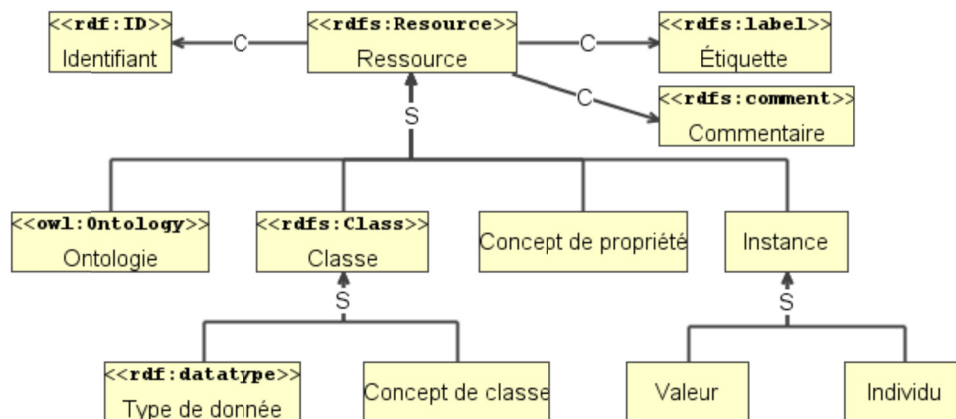 <<rdf:ID>>
Identifiant
C
<<rdfs:Resource>>
Ressource
C
<<rdfs:label>>
Étiquette
C
<<rdfs:comment>>
Commentaire
S
<<owl:Ontology>>
Ontologie
<<rdfs:Class>>
Classe
Concept de propriété
Instance
S
S
<<rdf:datatype>>
Type de donnée
Concept de classe
Valeur
Individu